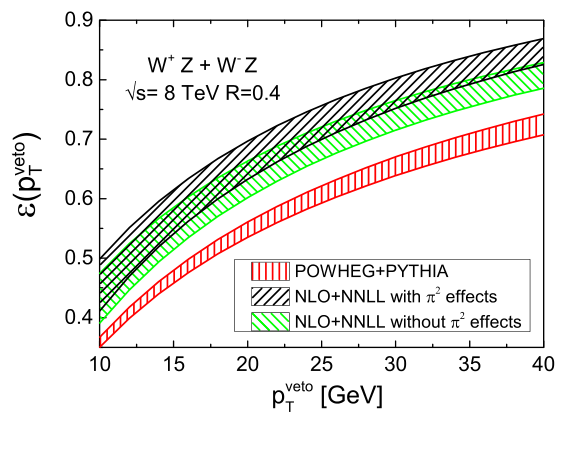 ε(p_T^veto)
0.9
0.8
0.7
0.6
0.5
0.4
W⁺ Z + W⁻ Z
√s= 8 TeV R=0.4
POWHEG+PYTHIA
NLO+NNLL with π² effects
NLO+NNLL without π² effects
10 15 20 25 30 35 40
p_T^veto [GeV]